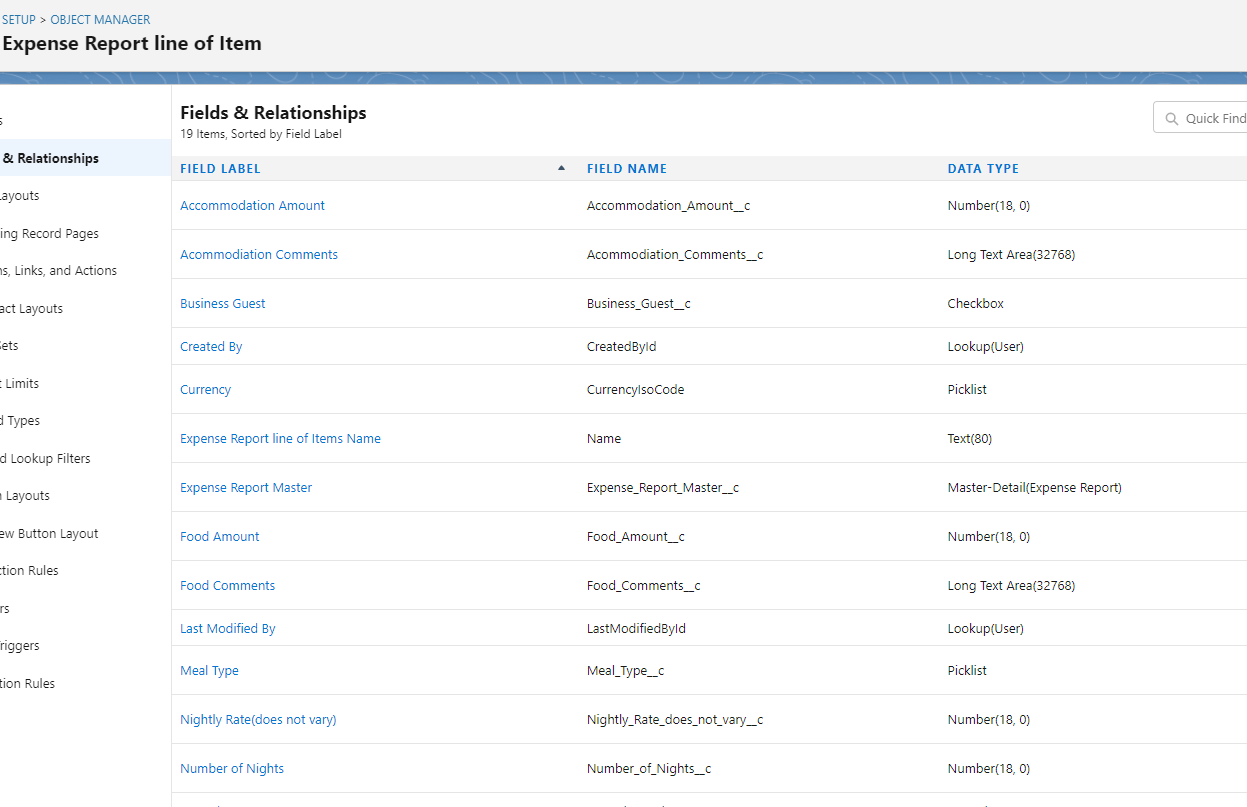 SETUP > OBJECT MANAGER
Expense Report line of Item
Fields & Relationships
19 Items, Sorted by Field Label
Quick Find
& Relationships
ayouts
ing Record Pages
s, Links, and Actions
act Layouts
Sets
Limits
d Types
d Lookup Filters
Layouts
ew Button Layout
ction Rules
rs
riggers
tion Rules
FIELD LABEL FIELD NAME DATA TYPE
Accommodation Amount Accommodation_Amount__c Number(18, 0)
Acommodiation Comments Acommodiation_Comments__c Long Text Area(32768)
Business Guest Business_Guest__c Checkbox
Created By CreatedById Lookup(User)
Currency CurrencyIsoCode Picklist
Expense Report line of Items Name Name Text(80)
Expense Report Master Expense_Report_Master__c Master-Detail(Expense Report)
Food Amount Food_Amount__c Number(18, 0)
Food Comments Food_Comments__c Long Text Area(32768)
Last Modified By LastModifiedById Lookup(User)
Meal Type Meal_Type__c Picklist
Nightly Rate(does not vary) Nightly_Rate_does_not_vary__c Number(18, 0)
Number of Nights Number_of_Nights__c Number(18, 0)